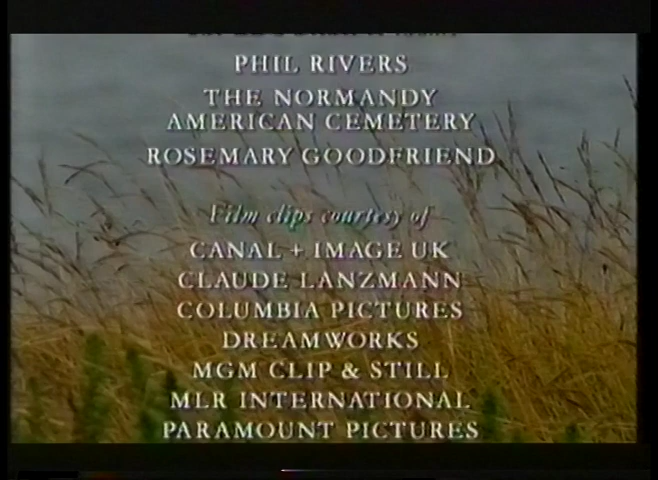 PHIL RIVERS
THE NORMANDY
AMERICAN CEMETERY
ROSEMARY GOODFRIEND
Film clips courtesy of
CANAL + IMAGE UK
CLAUDE LANZMANN
COLUMBIA PICTURES
DREAMWORKS
MGM CLIP & STILL
MLR INTERNATIONAL
PARAMOUNT PICTURES